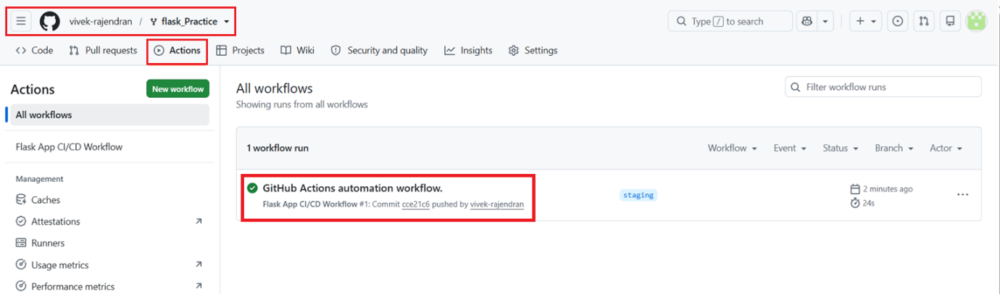 vivek-rajendran / flask_Practice
Type / to search
Code Pull requests Actions Projects Wiki Security and quality Insights Settings
Actions
New workflow
All workflows
Flask App CI/CD Workflow
Management
Caches
Attestations
Runners
Usage metrics
Performance metrics
All workflows
Showing runs from all workflows
Filter workflow runs
1 workflow run
Workflow Event Status Branch Actor
GitHub Actions automation workflow.
Flask App CI/CD Workflow #1: Commit cce21c6 pushed by vivek-rajendran
staging
2 minutes ago
24s